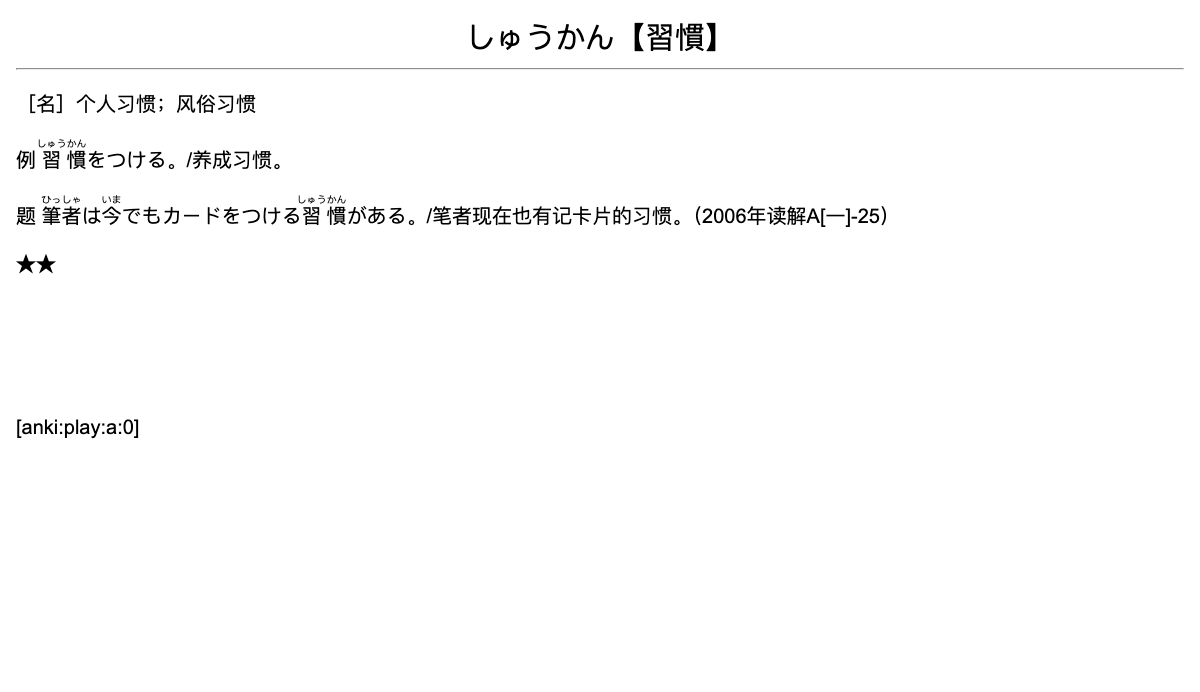 しゅうかん【習慣】
［名］个人习惯；风俗习惯
しゅうかん
例 習慣をつける。/养成习惯。
ひっしゃ いま しゅうかん
题 筆者は今でもカードをつける習慣がある。/笔者现在也有记卡片的习惯。（2006年读解A[一]-25）
★★
[anki:play:a:0]